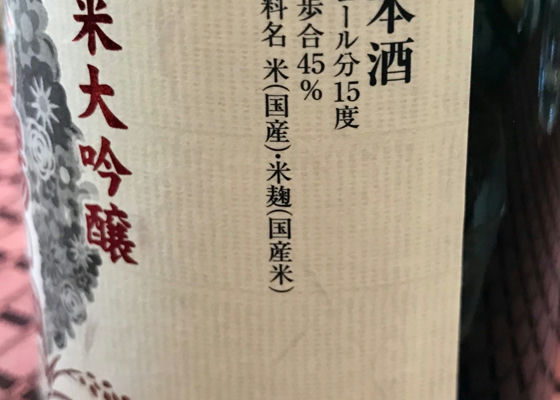 本酒
ール分15度
歩合45%
料名 米(国産)・米麹(国産米)
米大吟醸